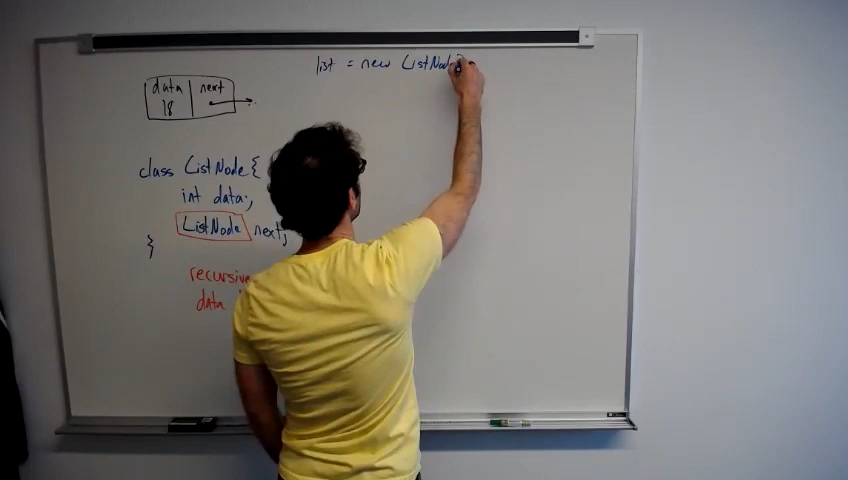 list = new ListNode
data next
18
class ListNode {
int data;
ListNode next;
}
recursive
data